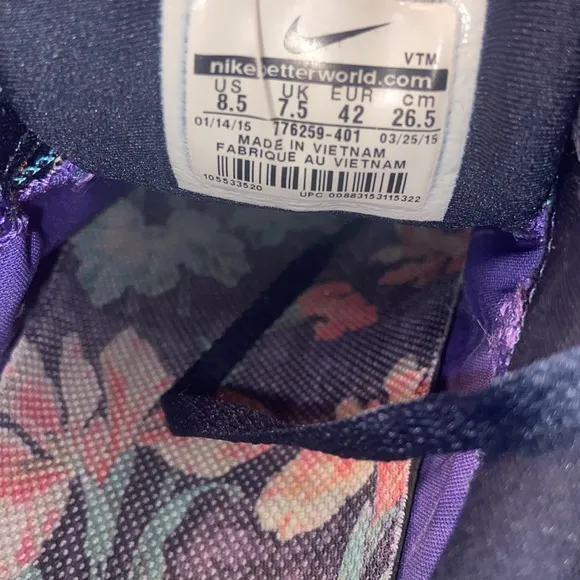 VTM
nikebetterworld.com
US UK EUR cm
8.5 7.5 42 26.5
01/14/15 776259-401 03/25/15
MADE IN VIETNAM
FABRIQUE AU VIETNAM
105533520 UPC 00883153115322